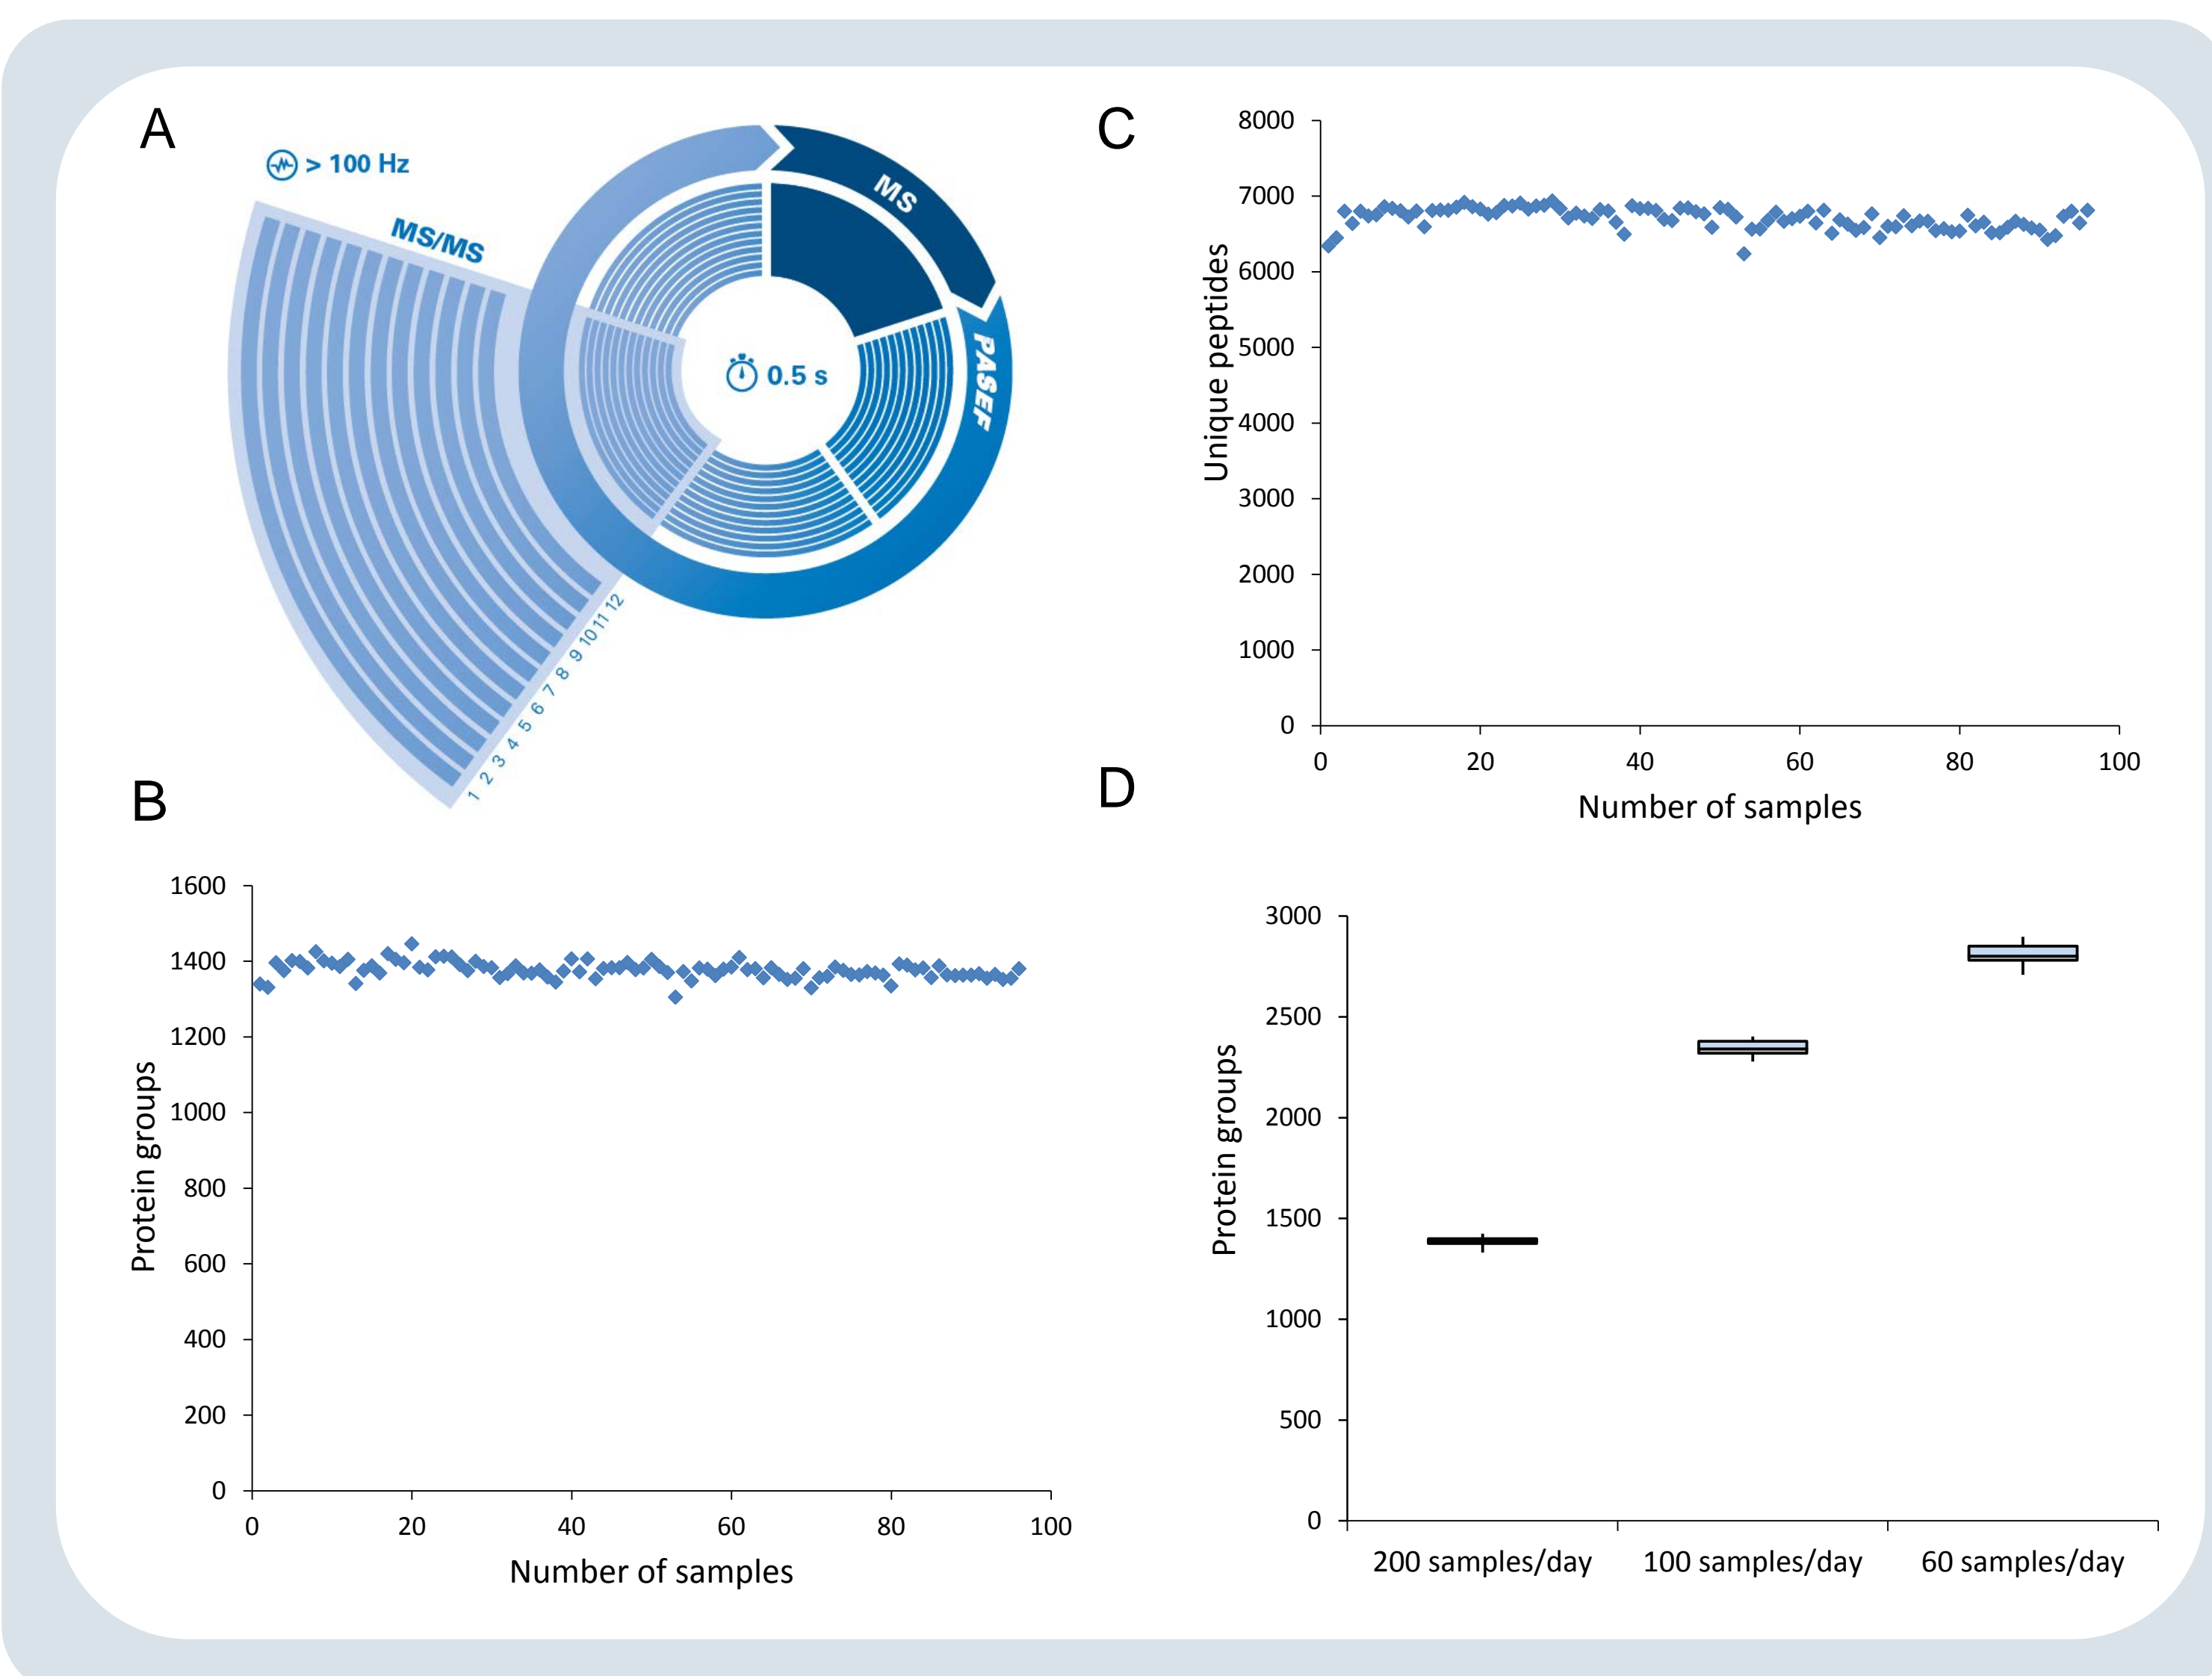 A
> 100 Hz
MS/MS
MS
PASEF
0.5 s
1 2 3 4 5 6 7 8 9 10 11 12
B
1600
1400
1200
1000
800
600
400
200
0
Protein groups
0 20 40 60 80 100
Number of samples
C
8000
7000
6000
5000
4000
3000
2000
1000
0
Unique peptides
0 20 40 60 80 100
Number of samples
D
3000
2500
2000
1500
1000
500
0
Protein groups
200 samples/day 100 samples/day 60 samples/day